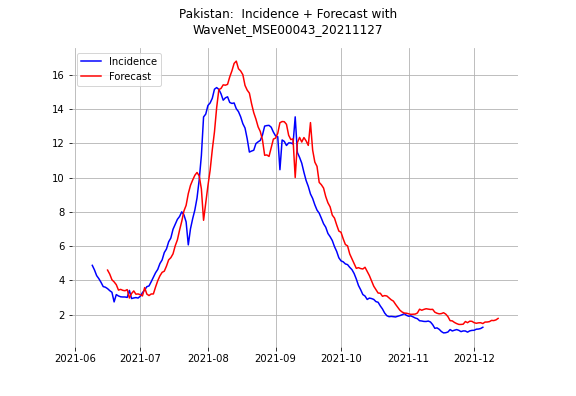 Pakistan:  Incidence + Forecast with
WaveNet_MSE00043_20211127
Incidence
Forecast
16
14
12
10
8
6
4
2
2021-06 2021-07 2021-08 2021-09 2021-10 2021-11 2021-12